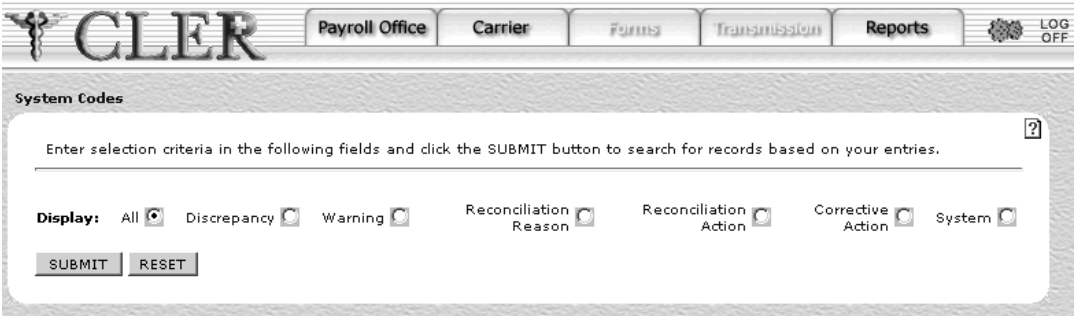 CLER
Payroll Office Carrier Forms Transmission Reports LOG OFF
System Codes
?
Enter selection criteria in the following fields and click the SUBMIT button to search for records based on your entries.
Display: All Discrepancy Warning Reconciliation Reason Reconciliation Action Corrective Action System
SUBMIT RESET